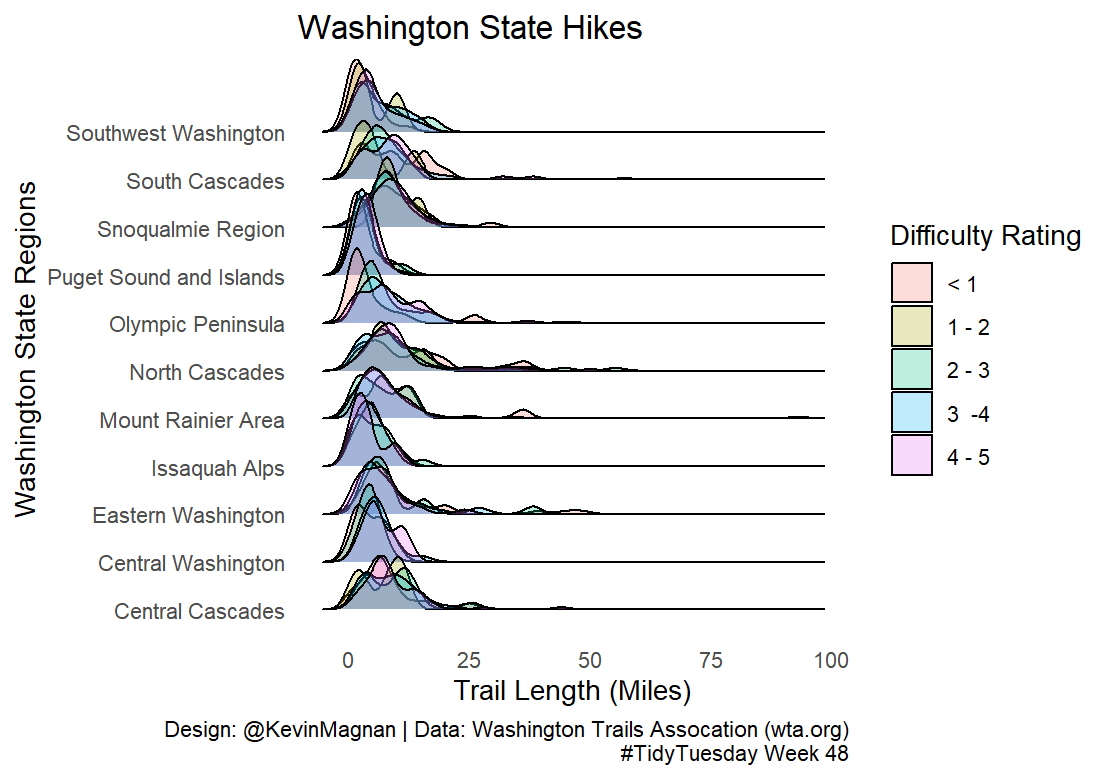 Washington State Hikes
Washington State Regions
Southwest Washington
South Cascades
Snoqualmie Region
Puget Sound and Islands
Olympic Peninsula
North Cascades
Mount Rainier Area
Issaquah Alps
Eastern Washington
Central Washington
Central Cascades
0 25 50 75 100
Trail Length (Miles)
Difficulty Rating
< 1
1 - 2
2 - 3
3  -4
4 - 5
Design: @KevinMagnan | Data: Washington Trails Assocation (wta.org)
#TidyTuesday Week 48